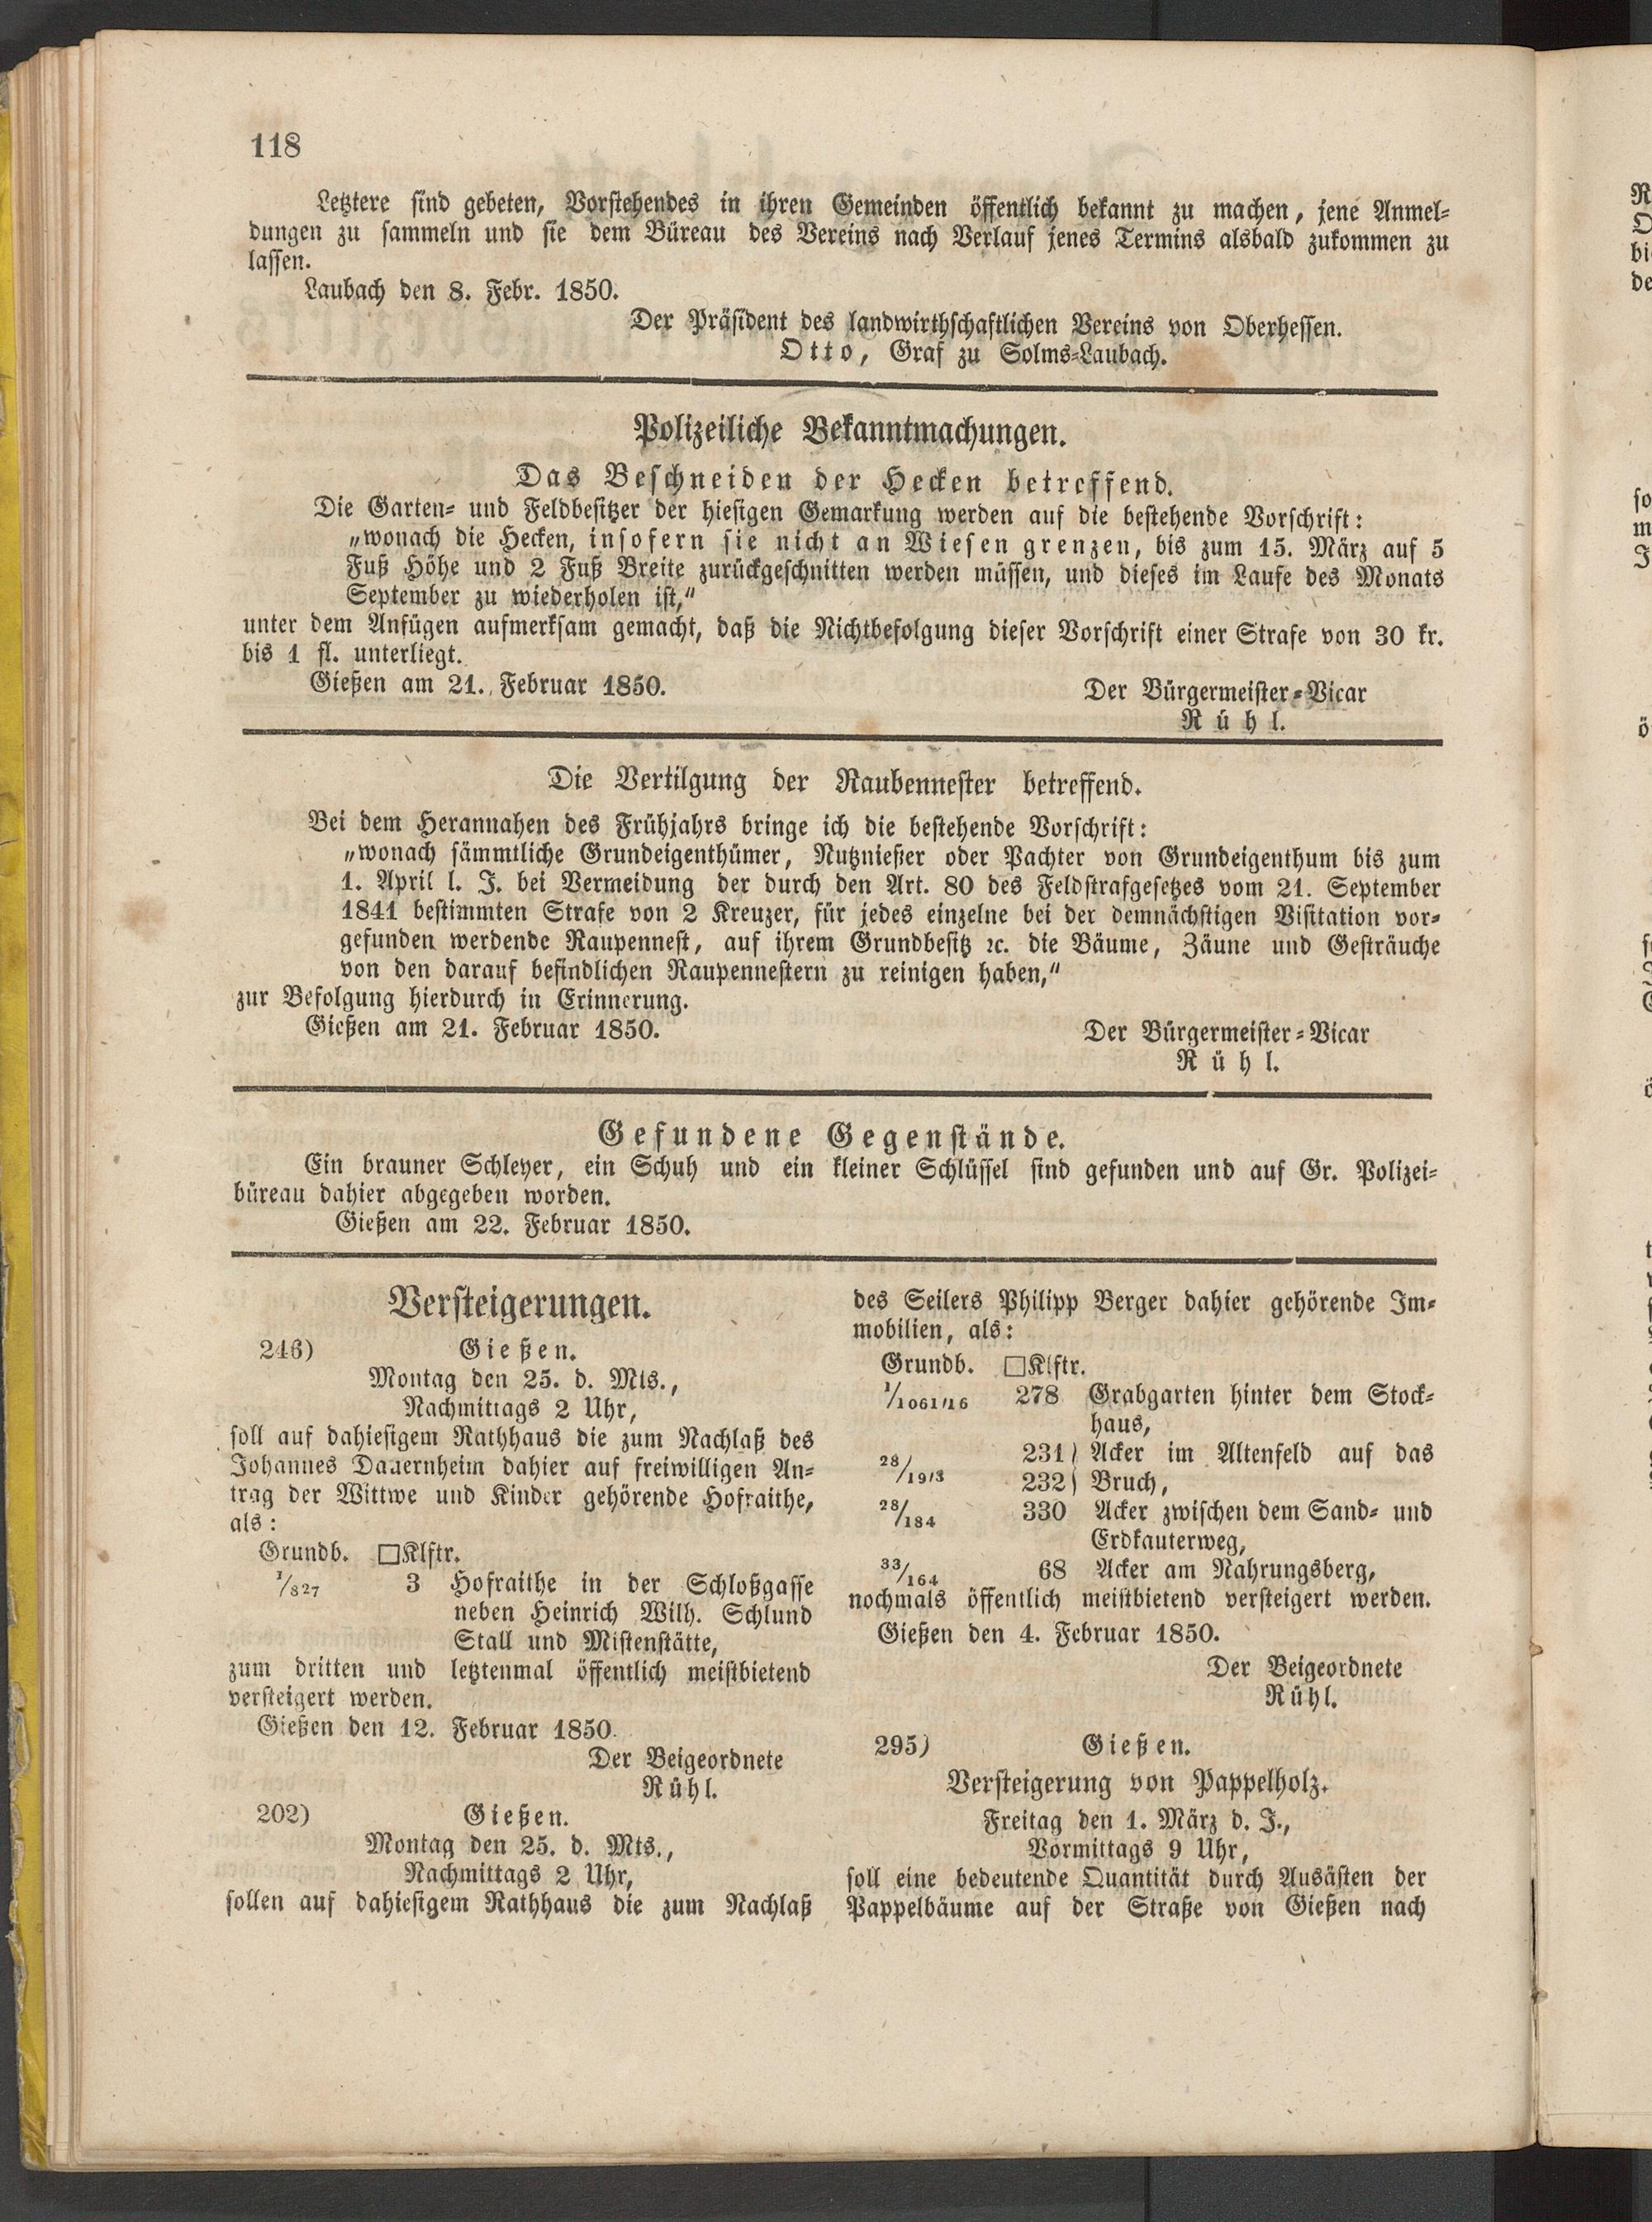 118
Letztere sind gebeten, Vorstehendes in ihren Gemeinden öffentlich bekannt zu machen, jene Anmel-
dungen zu sammeln und sie dem Büreau des Vereins nach Verlauf jenes Termins alsbald zukommen zu
lassen.
Laubach den 8. Febr. 1850.
Der Präsident des landwirthschaftlichen Vereins von Oberhessen.
Otto, Graf zu Solms-Laubach.
Polizeiliche Bekanntmachungen.
Das Beschneiden der Hecken betreffend.
Die Garten- und Feldbesitzer der hiesigen Gemarkung werden auf die bestehende Vorschrift:
„wonach die Hecken, insofern sie nicht an Wiesen grenzen, bis zum 15. März auf 5
Fuß Höhe und 2 Fuß Breite zurückgeschnitten werden müssen, und dieses im Laufe des Monats
September zu wiederholen ist,“
unter dem Anfügen aufmerksam gemacht, daß die Nichtbefolgung dieser Vorschrift einer Strafe von 30 kr.
bis 1 fl. unterliegt.
Gießen am 21. Februar 1850.
Der Bürgermeister-Vicar
Rühl.
Die Vertilgung der Raubennester betreffend.
Bei dem Herannahen des Frühjahrs bringe ich die bestehende Vorschrift:
„wonach sämmtliche Grundeigenthümer, Nutznießer oder Pachter von Grundeigenthum bis zum
1. April l. J. bei Vermeidung der durch den Art. 80 des Feldstrafgesetzes vom 21. September
1841 bestimmten Strafe von 2 Kreuzer, für jedes einzelne bei der demnächstigen Visitation vor-
gefunden werdende Raupennest, auf ihrem Grundbesitz ꝛc. die Bäume, Zäune und Gesträuche
von den darauf befindlichen Raupennestern zu reinigen haben,“
zur Befolgung hierdurch in Erinnerung.
Gießen am 21. Februar 1850.
Der Bürgermeister-Vicar
Rühl.
Gefundene Gegenstände.
Ein brauner Schleyer, ein Schuh und ein kleiner Schlüssel sind gefunden und auf Gr. Polizei-
büreau dahier abgegeben worden.
Gießen am 22. Februar 1850.
Versteigerungen.
246) Gießen.
Montag den 25. d. Mts.,
Nachmittags 2 Uhr,
soll auf dahiesigem Rathhaus die zum Nachlaß des
Johannes Dauernheim dahier auf freiwilligen An-
trag der Wittwe und Kinder gehörende Hofraithe,
als:
Grundb. □Klftr.
1/827 3 Hofraithe in der Schloßgasse
neben Heinrich Wilh. Schlund
Stall und Mistenstätte,
zum dritten und letztenmal öffentlich meistbietend
versteigert werden.
Gießen den 12. Februar 1850.
Der Beigeordnete
Rühl.
202) Gießen.
Montag den 25. d. Mts.,
Nachmittags 2 Uhr,
sollen auf dahiesigem Rathhaus die zum Nachlaß
des Seilers Philipp Berger dahier gehörende Im-
mobilien, als:
Grundb. □Klftr.
1/1061/16 278 Grabgarten hinter dem Stock-
haus,
28/19/3 231) Acker im Altenfeld auf das
232) Bruch,
28/184 330 Acker zwischen dem Sand- und
Erdkauterweg,
33/164 68 Acker am Nahrungsberg,
nochmals öffentlich meistbietend versteigert werden.
Gießen den 4. Februar 1850.
Der Beigeordnete
Rühl.
295) Gießen.
Versteigerung von Pappelholz.
Freitag den 1. März d. J.,
Vormittags 9 Uhr,
soll eine bedeutende Quantität durch Ausästen der
Pappelbäume auf der Straße von Gießen nach